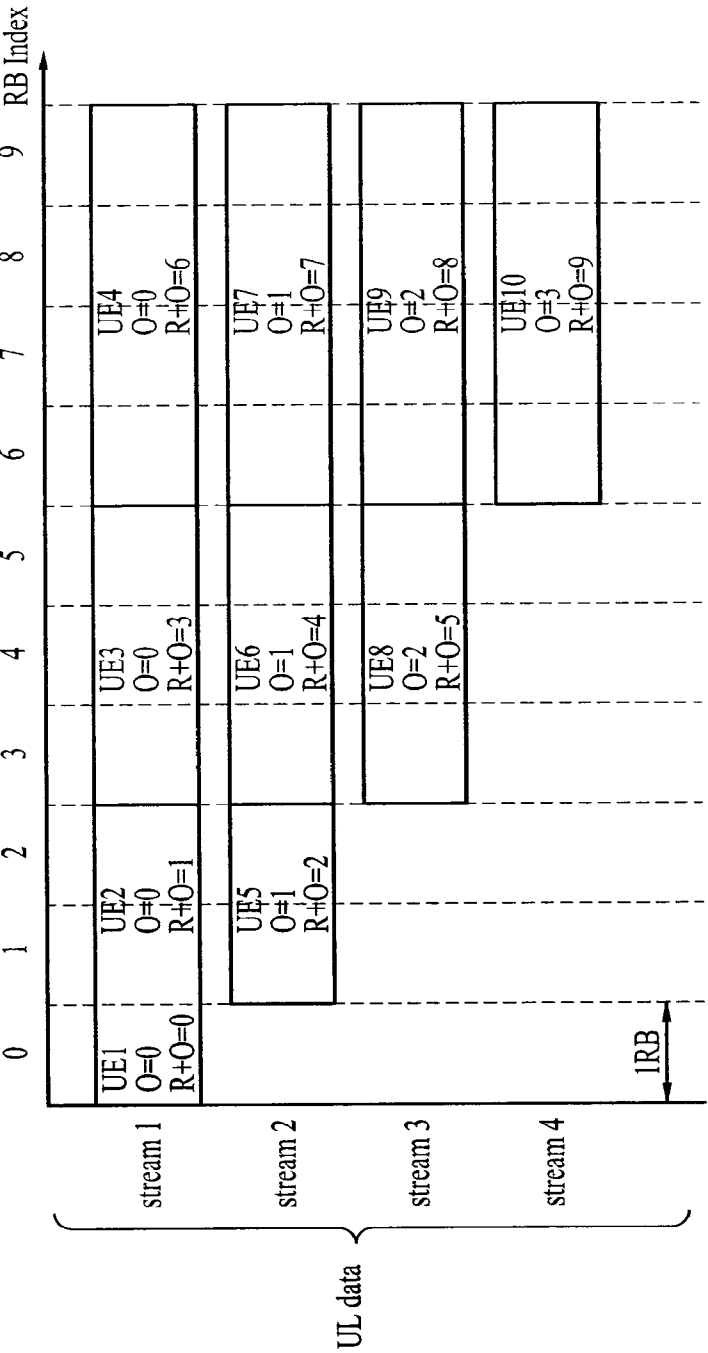 0 1 2 3 4 5 6 7 8 9 RB Index
UL data
stream 1
UE1
O=0
R+O=0
UE2
O=0
R+O=1
UE3
O=0
R+O=3
UE4
O=0
R+O=6
stream 2
UE5
O=1
R+O=2
UE6
O=1
R+O=4
UE7
O=1
R+O=7
stream 3
UE8
O=2
R+O=5
UE9
O=2
R+O=8
stream 4
UE10
O=3
R+O=9
1RB